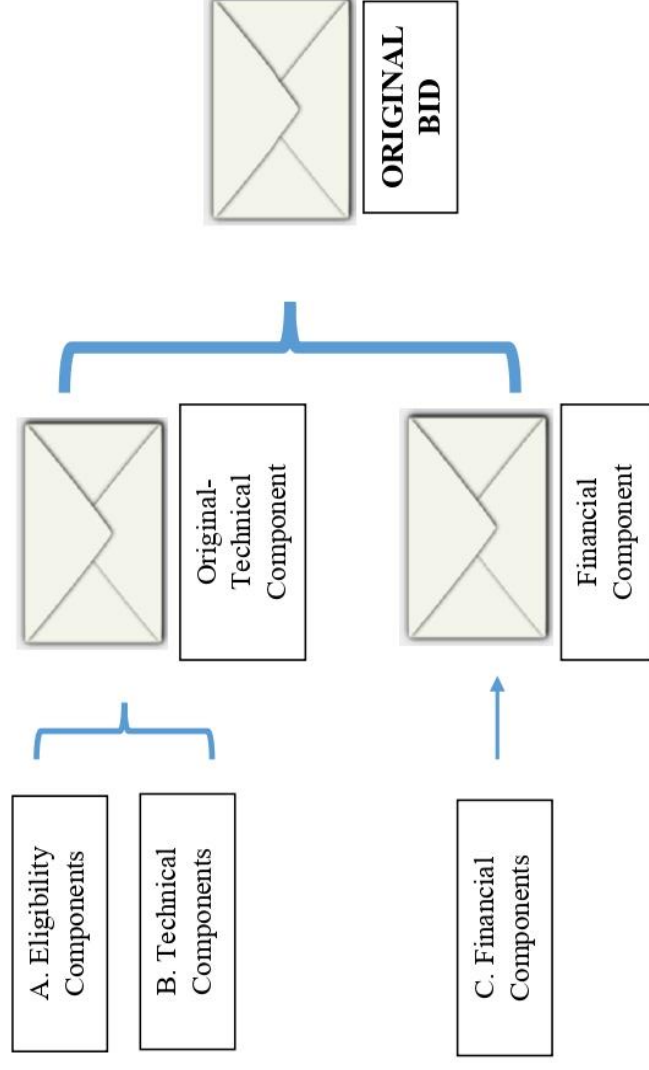 A. Eligibility
Components
B. Technical
Components
C. Financial
Components
Original-
Technical
Component
Financial
Component
ORIGINAL
BID